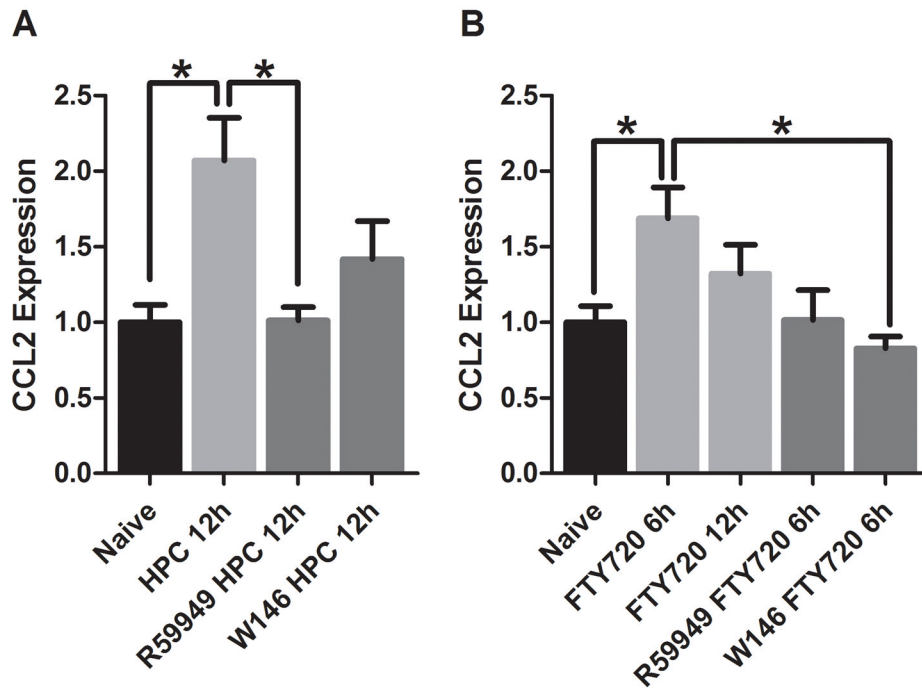 A
* *
CCL2 Expression
2.5
2.0
1.5
1.0
0.5
0.0
Naive
HPC 12h
R59949 HPC 12h
W146 HPC 12h
B
* *
CCL2 Expression
2.5
2.0
1.5
1.0
0.5
0.0
Naive
FTY720 6h
FTY720 12h
R59949 FTY720 6h
W146 FTY720 6h